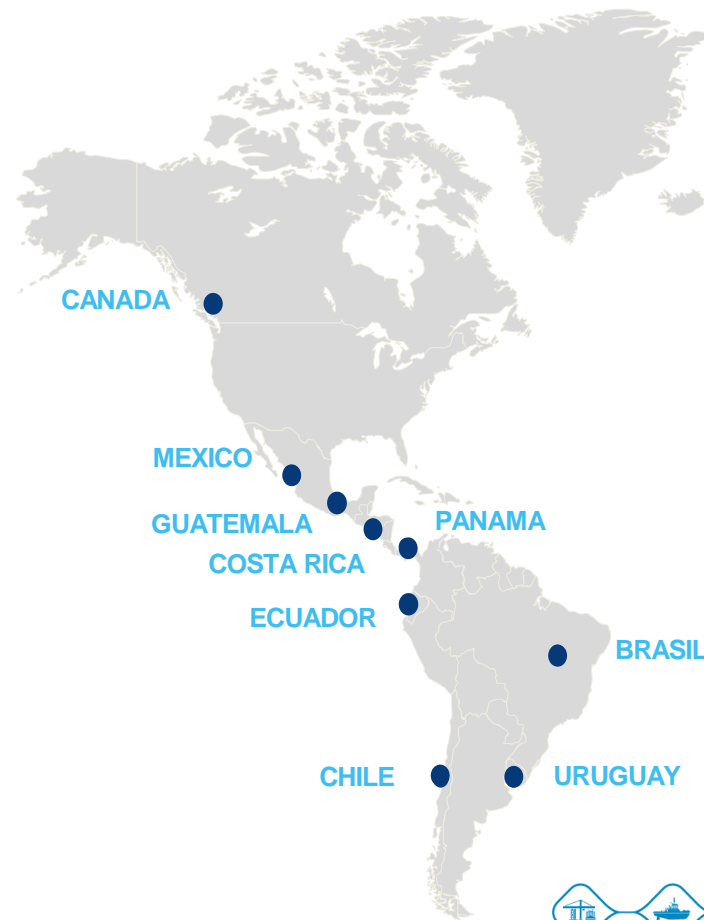 CANADA
MEXICO
GUATEMALA
PANAMA
COSTA RICA
ECUADOR
BRASIL
CHILE
URUGUAY